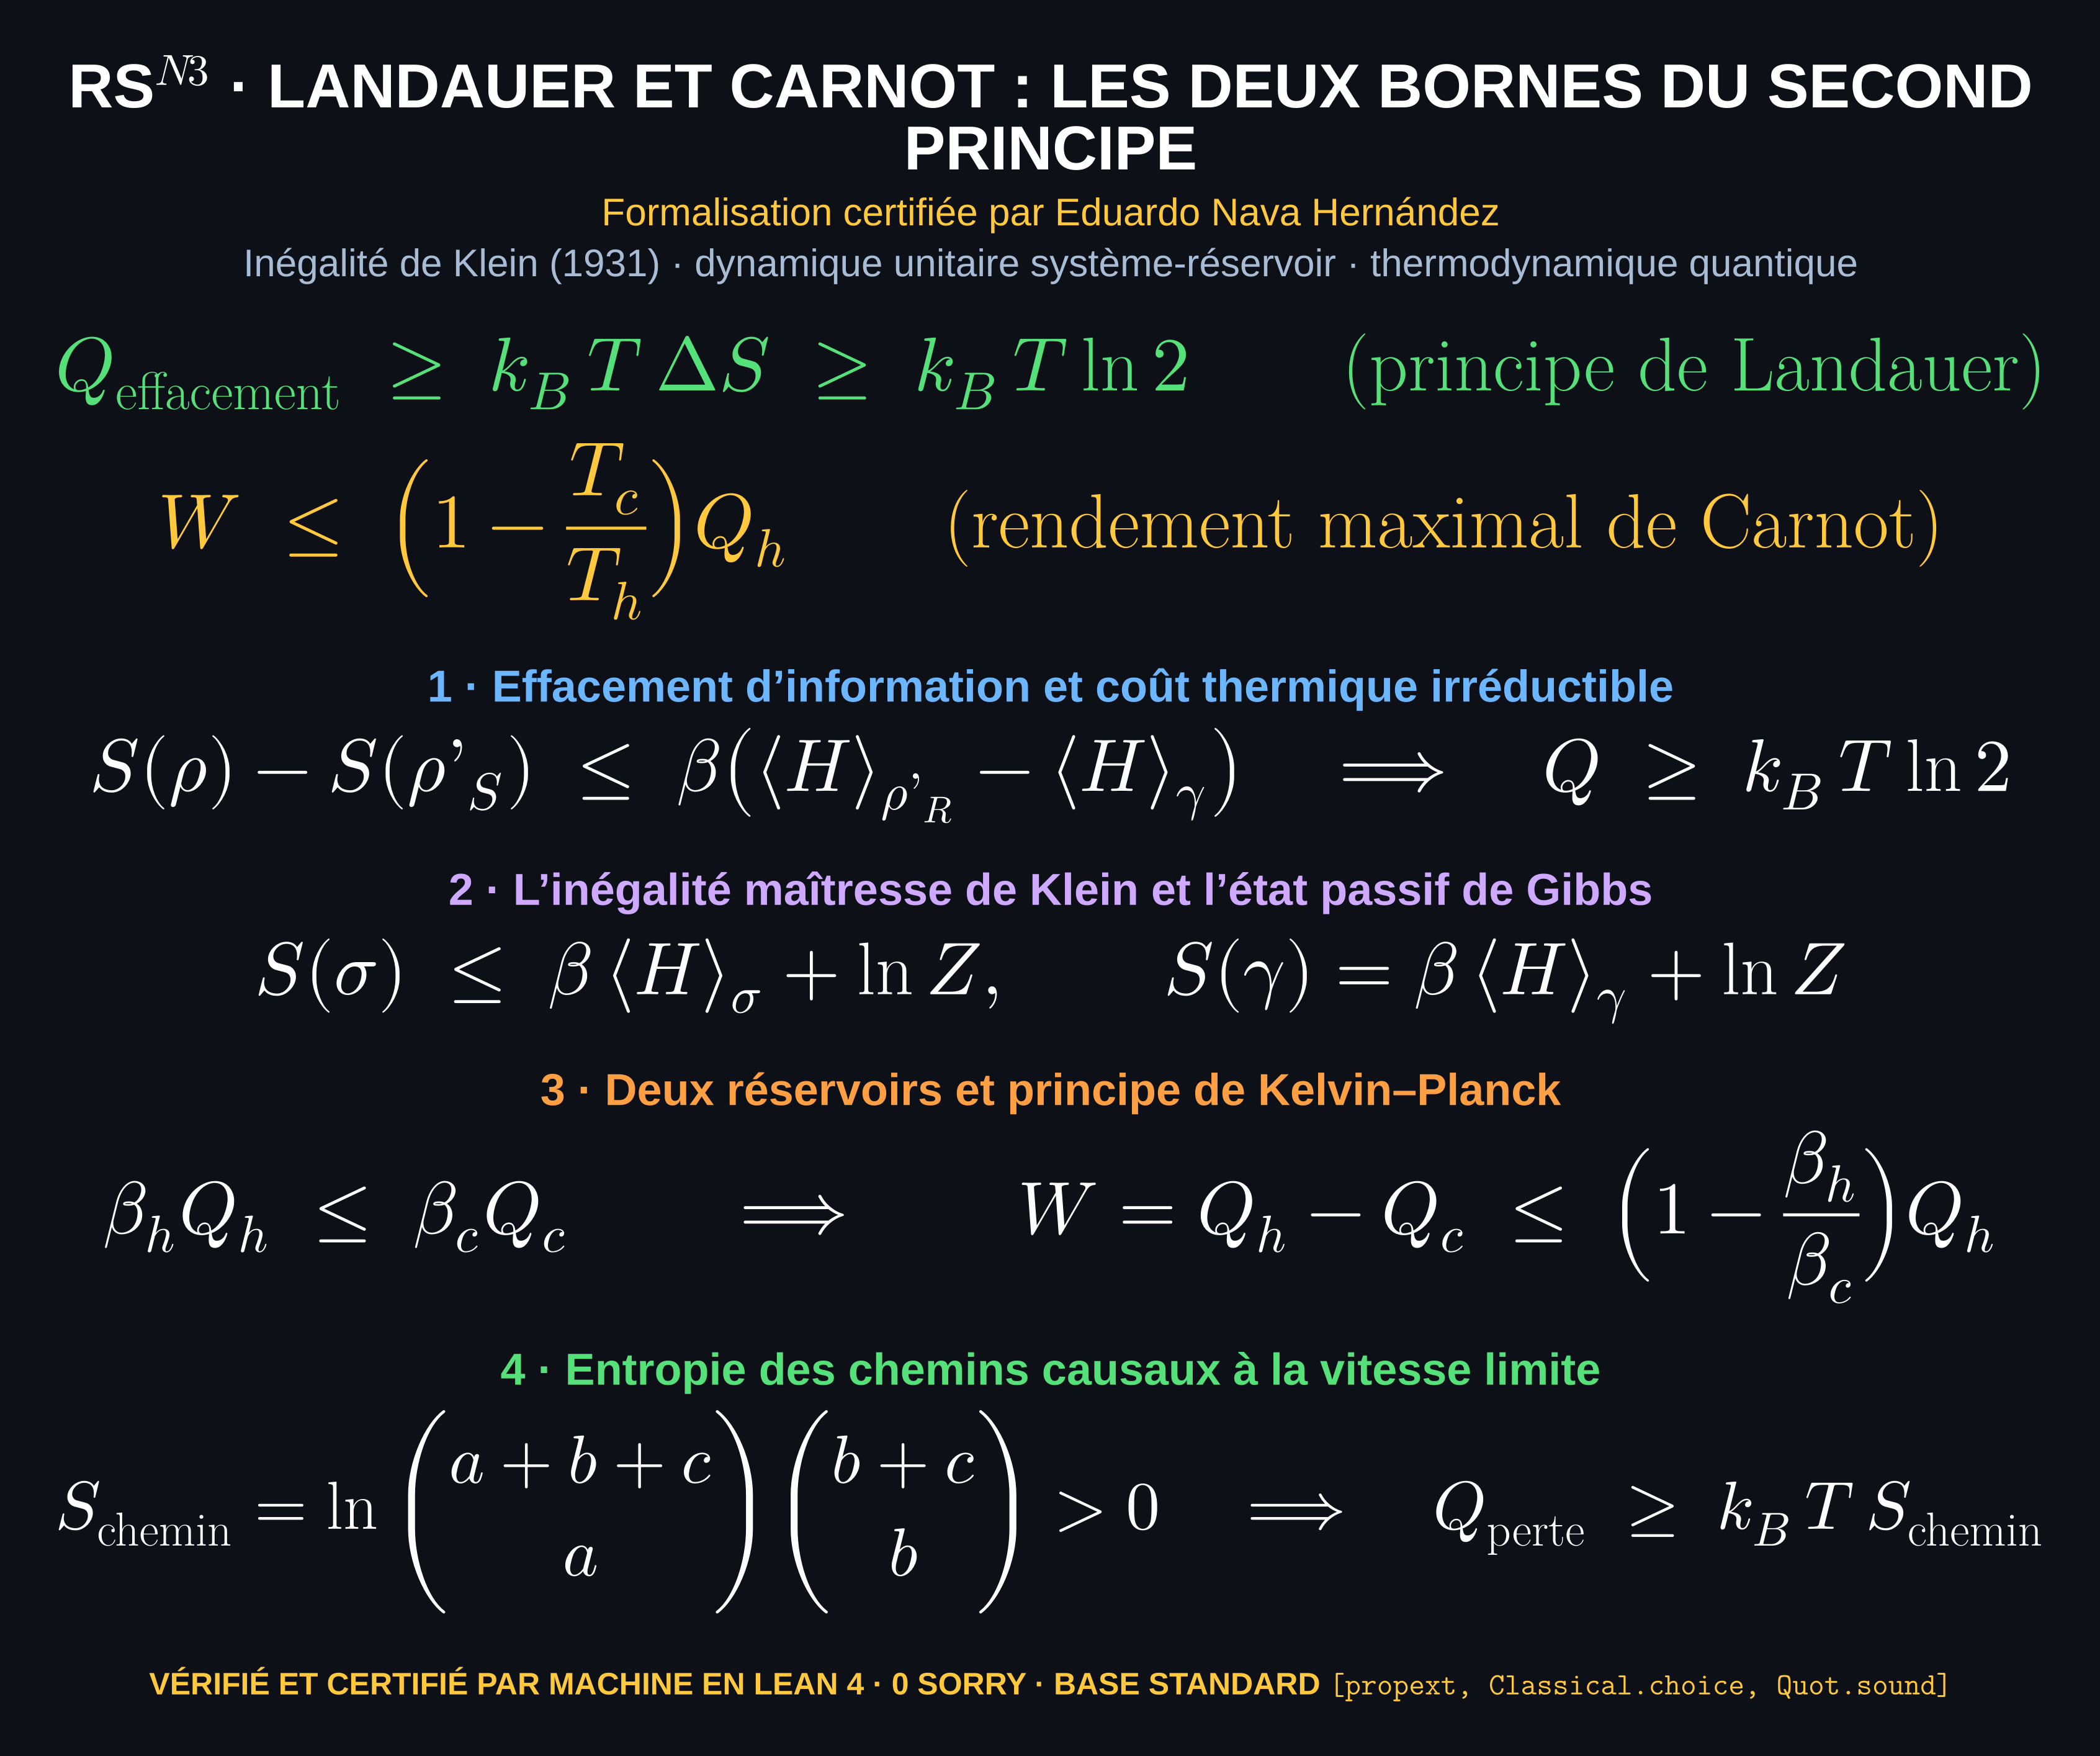 RS^N3 · LANDAUER ET CARNOT : LES DEUX BORNES DU SECOND
PRINCIPE
Formalisation certifiée par Eduardo Nava Hernández
Inégalité de Klein (1931) · dynamique unitaire système-réservoir · thermodynamique quantique
Q_effacement ≥ k_B T ΔS ≥ k_B T ln 2 (principe de Landauer)
W ≤ (1 − T_c/T_h) Q_h (rendement maximal de Carnot)
1 · Effacement d’information et coût thermique irréductible
S(ρ) − S(ρ’_S) ≤ β(⟨H⟩_ρ’_R − ⟨H⟩_γ) ⟹ Q ≥ k_B T ln 2
2 · L’inégalité maîtresse de Klein et l’état passif de Gibbs
S(σ) ≤ β ⟨H⟩_σ + ln Z, S(γ) = β ⟨H⟩_γ + ln Z
3 · Deux réservoirs et principe de Kelvin–Planck
β_h Q_h ≤ β_c Q_c ⟹ W = Q_h − Q_c ≤ (1 − β_h/β_c) Q_h
4 · Entropie des chemins causaux à la vitesse limite
S_chemin = ln (a + b + c / a) (b + c / b) > 0 ⟹ Q_perte ≥ k_B T S_chemin
VÉRIFIÉ ET CERTIFIÉ PAR MACHINE EN LEAN 4 · 0 SORRY · BASE STANDARD [propext, Classical.choice, Quot.sound]